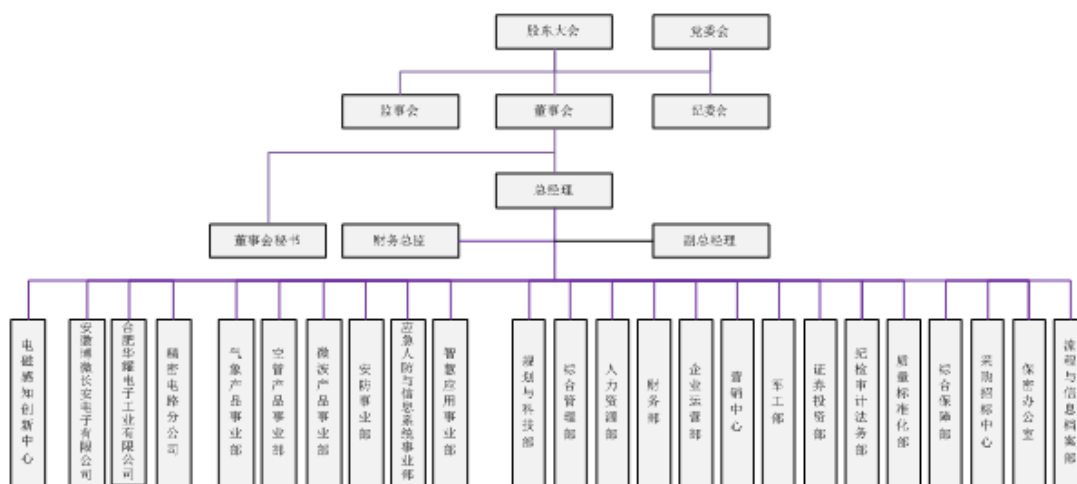 股东大会
党委会
监事会
董事会
纪委会
总经理
董事会秘书
财务总监
副总经理
电磁感知创新中心
安徽博微长安电子有限公司
合肥华耀电子工业有限公司
精密电路分公司
气象产品事业部
空管产品事业部
微波产品事业部
安防事业部
应急人防与信息系统事业部
智慧应用事业部
规划与科技部
综合管理部
人力资源部
财务部
企业运营部
营销中心
军工部
证券投资部
纪检审计法务部
质量标准化部
综合保障部
采购招标中心
保密办公室
流程与信息档案部